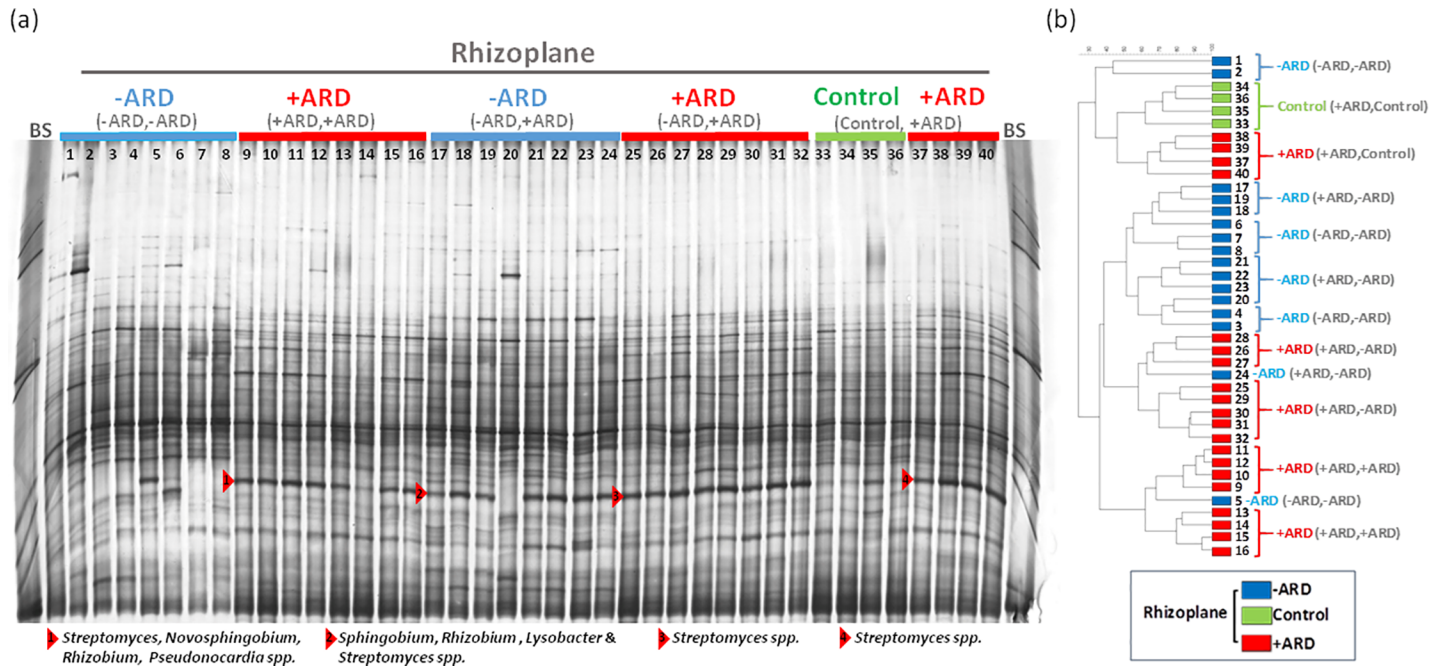 (a)
Rhizoplane
-ARD +ARD -ARD +ARD Control +ARD
(-ARD,-ARD) (+ARD,+ARD) (-ARD,+ARD) (-ARD,+ARD) (Control, +ARD)
BS BS
1 2 3 4 5 6 7 8 9 10 11 12 13 14 15 16 17 18 19 20 21 22 23 24 25 26 27 28 29 30 31 32 33 34 35 36 37 38 39 40
1
2
3
4
1 Streptomyces, Novosphingobium,
Rhizobium, Pseudonocardia spp.
2 Sphingobium, Rhizobium , Lysobacter &
Streptomyces spp.
3 Streptomyces spp.
4 Streptomyces spp.
(b)
1
2
-ARD (-ARD,-ARD)
34
36
35
33
Control (+ARD,Control)
38
39
37
40
+ARD (+ARD,Control)
17
19
18
-ARD (+ARD,-ARD)
6
7
8
-ARD (-ARD,-ARD)
21
22
23
20
-ARD (+ARD,-ARD)
4
3
-ARD (-ARD,-ARD)
28
26
27
+ARD (+ARD,-ARD)
24 -ARD (+ARD,-ARD)
25
29
30
31
32
+ARD (+ARD,-ARD)
11
12
10
9
+ARD (+ARD,+ARD)
5 -ARD (-ARD,-ARD)
13
14
15
16
+ARD (+ARD,+ARD)
Rhizoplane
-ARD
Control
+ARD